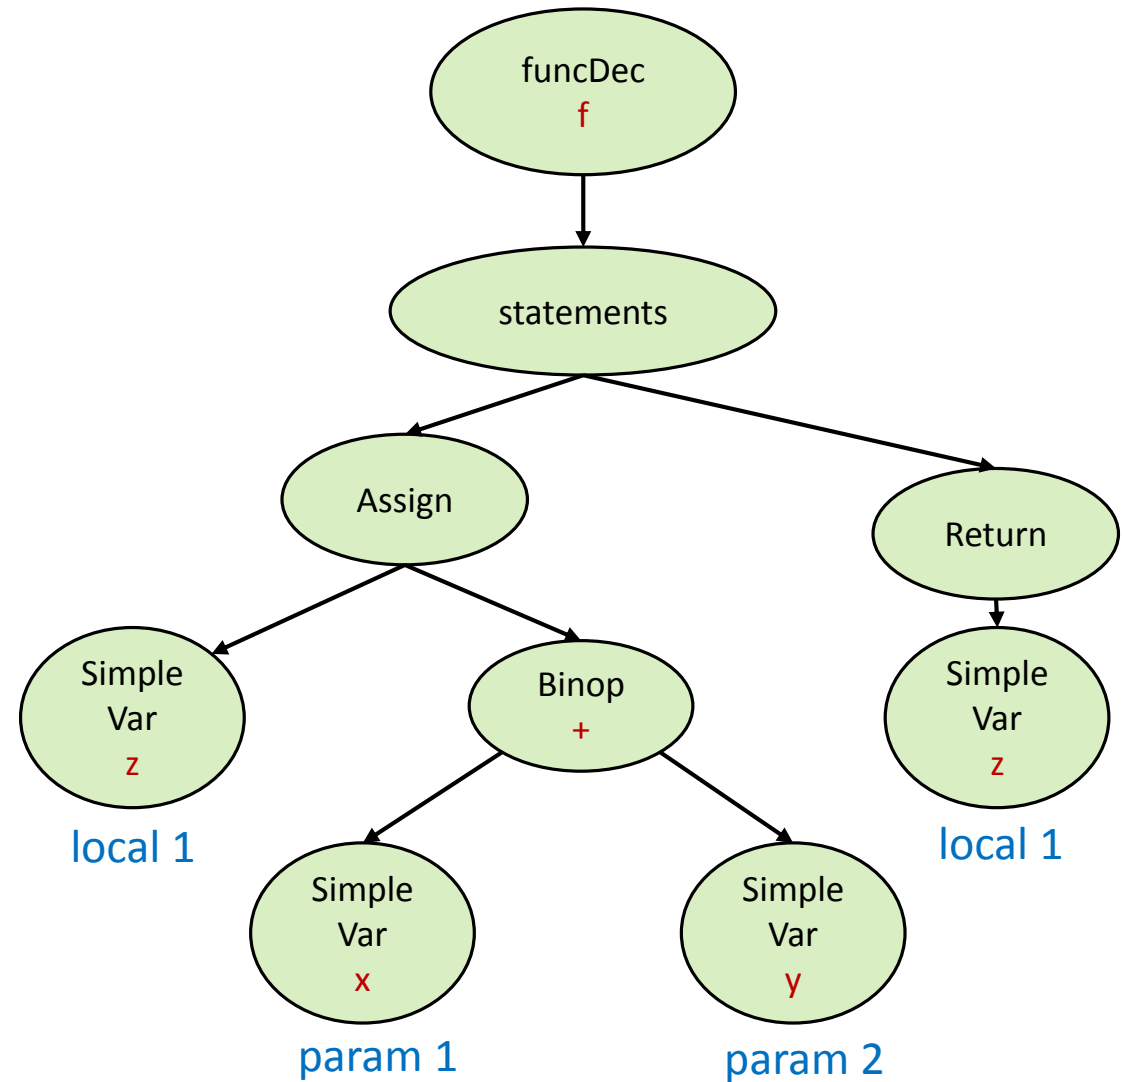 funcDec
f
statements
Assign
Return
Simple
Var
z
local 1
Binop
+
Simple
Var
z
local 1
Simple
Var
x
param 1
Simple
Var
y
param 2